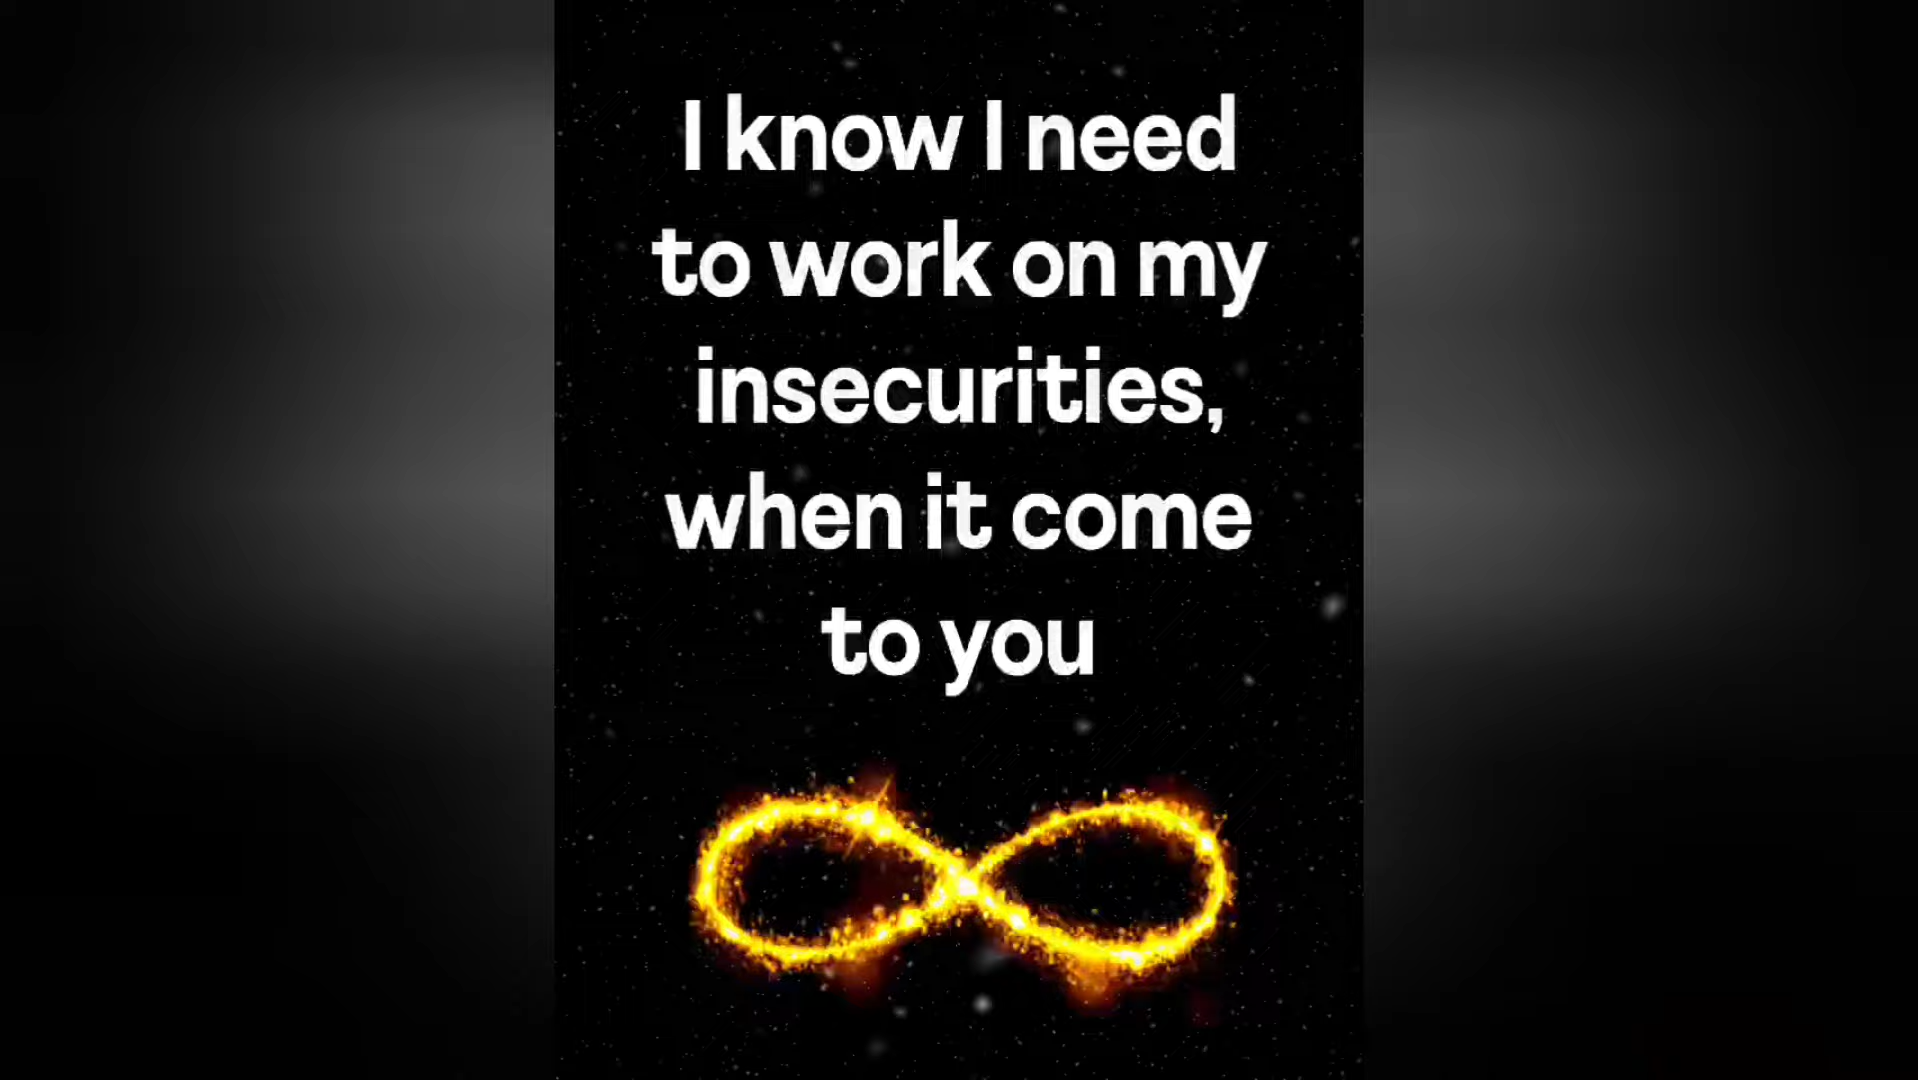 I know I need
to work on my
insecurities,
when it come
to you